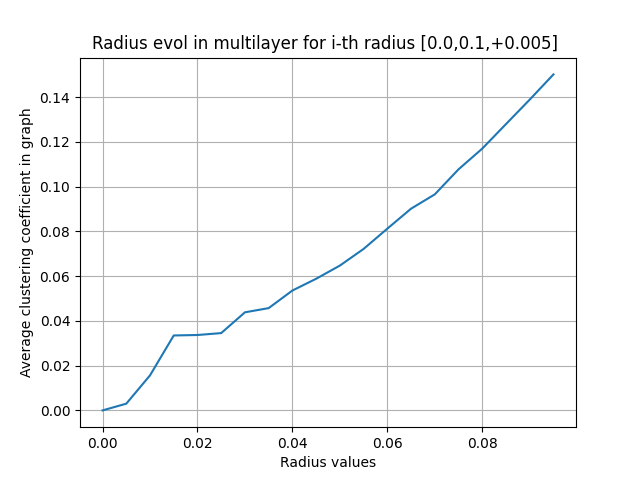 Radius evol in multilayer for i-th radius [0.0,0.1,+0.005]
Average clustering coefficient in graph
0.14
0.12
0.10
0.08
0.06
0.04
0.02
0.00
0.00 0.02 0.04 0.06 0.08
Radius values